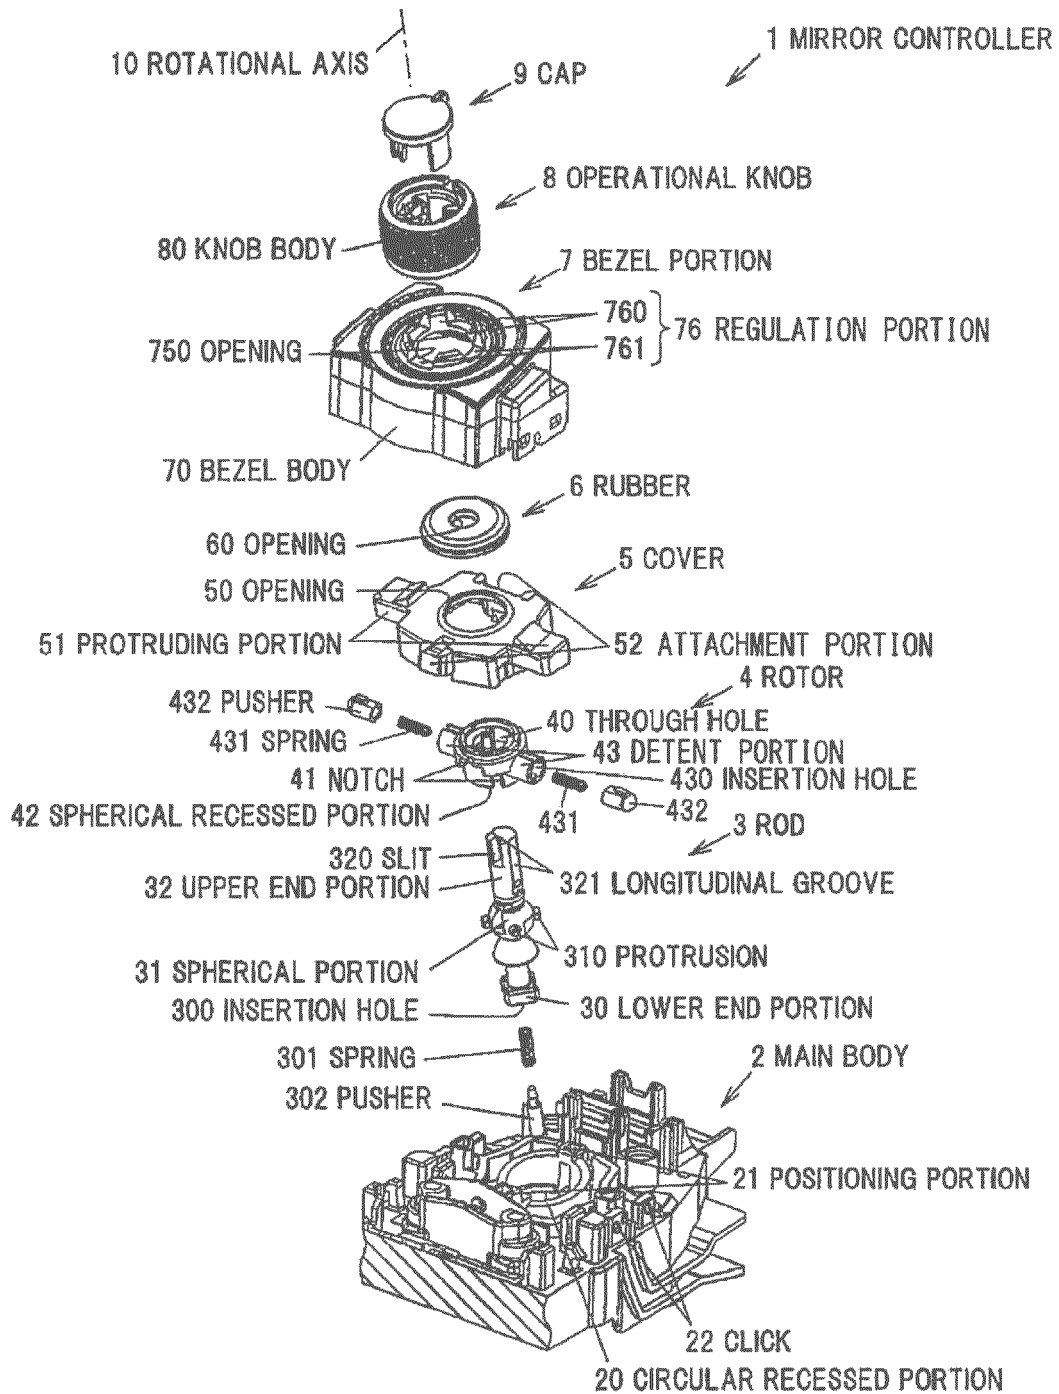 1 MIRROR CONTROLLER
10 ROTATIONAL AXIS
9 CAP
8 OPERATIONAL KNOB
80 KNOB BODY
7 BEZEL PORTION
760
76 REGULATION PORTION
750 OPENING
761
70 BEZEL BODY
6 RUBBER
60 OPENING
5 COVER
50 OPENING
51 PROTRUDING PORTION
52 ATTACHMENT PORTION
4 ROTOR
432 PUSHER
40 THROUGH HOLE
431 SPRING
43 DETENT PORTION
41 NOTCH
430 INSERTION HOLE
42 SPHERICAL RECESSED PORTION
431
432
3 ROD
320 SLIT
32 UPPER END PORTION
321 LONGITUDINAL GROOVE
310 PROTRUSION
31 SPHERICAL PORTION
300 INSERTION HOLE
30 LOWER END PORTION
301 SPRING
2 MAIN BODY
302 PUSHER
21 POSITIONING PORTION
22 CLICK
20 CIRCULAR RECESSED PORTION